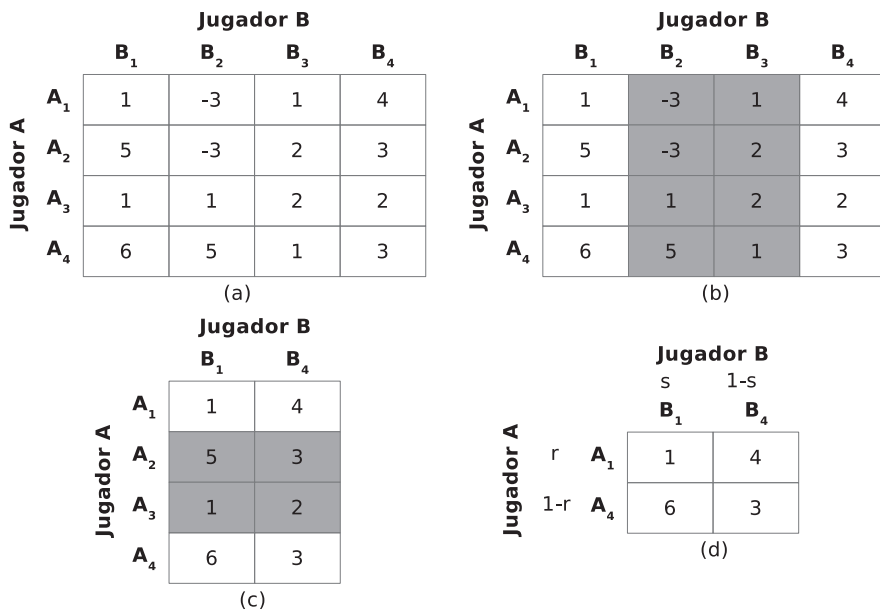 Jugador B
B1 B2 B3 B4
Jugador A
A1 1 -3 1 4
A2 5 -3 2 3
A3 1 1 2 2
A4 6 5 1 3
(a)
Jugador B
B1 B2 B3 B4
Jugador A
A1 1 -3 1 4
A2 5 -3 2 3
A3 1 1 2 2
A4 6 5 1 3
(b)
Jugador B
B1 B4
Jugador A
A1 1 4
A2 5 3
A3 1 2
A4 6 3
(c)
Jugador B
s 1-s
B1 B4
Jugador A
r A1 1 4
1-r A4 6 3
(d)